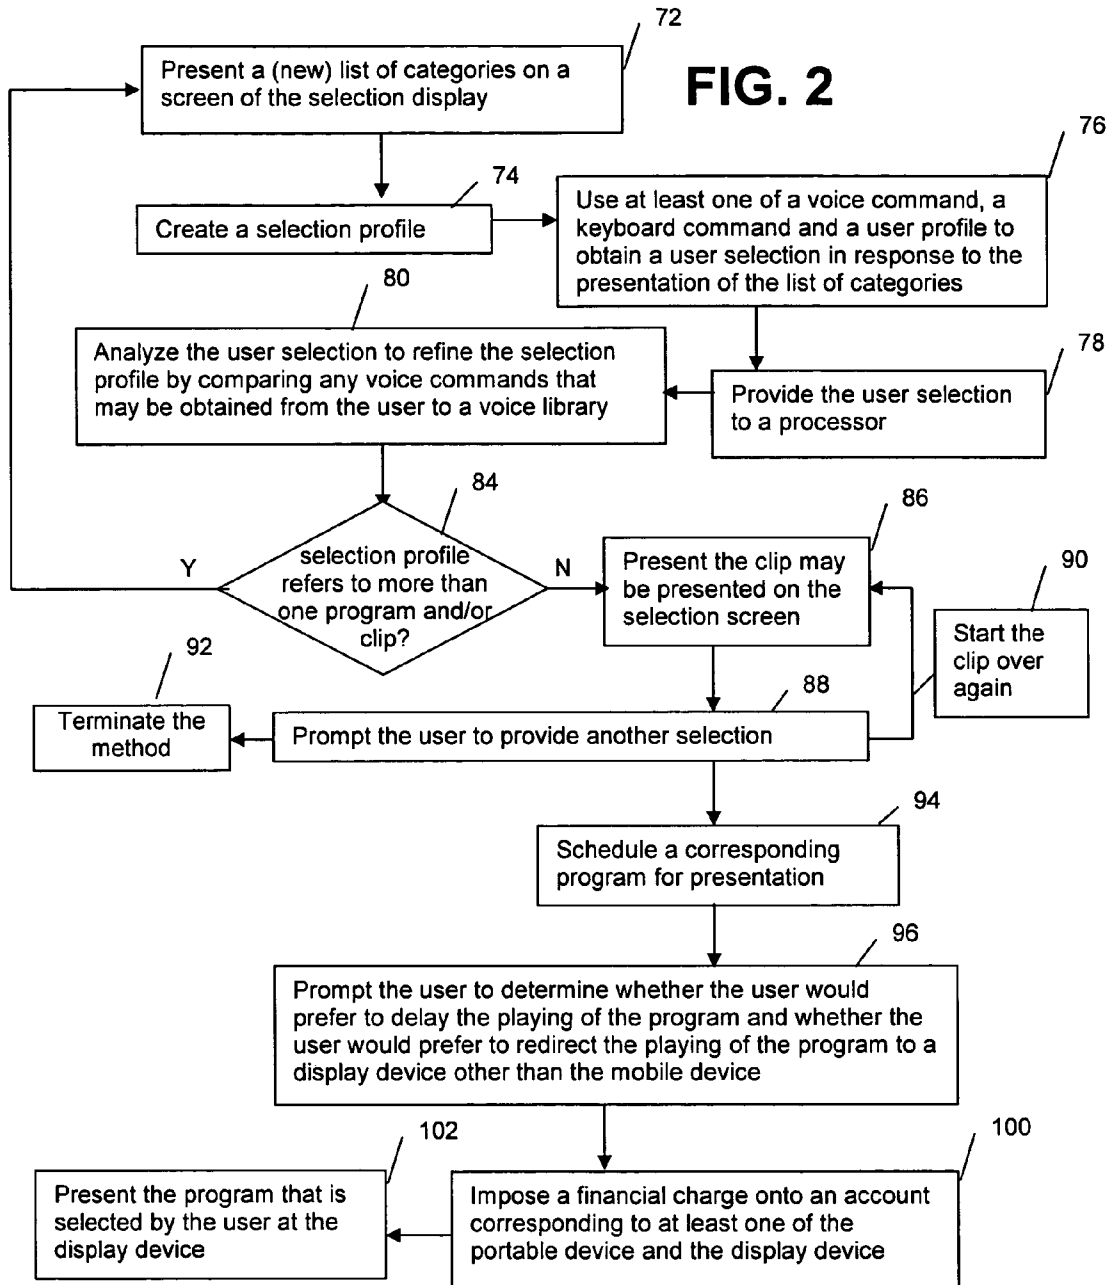 72
Present a (new) list of categories on a
screen of the selection display
FIG. 2
76
74
Create a selection profile
Use at least one of a voice command, a
keyboard command and a user profile to
obtain a user selection in response to the
presentation of the list of categories
80
Analyze the user selection to refine the selection
profile by comparing any voice commands that
may be obtained from the user to a voice library
78
Provide the user selection
to a processor
84
selection profile
refers to more than
one program and/or
clip?
Y
N
86
Present the clip may
be presented on the
selection screen
90
Start the
clip over
again
92
Terminate the
method
88
Prompt the user to provide another selection
94
Schedule a corresponding
program for presentation
96
Prompt the user to determine whether the user would
prefer to delay the playing of the program and whether the
user would prefer to redirect the playing of the program to a
display device other than the mobile device
102
Present the program that is
selected by the user at the
display device
100
Impose a financial charge onto an account
corresponding to at least one of the
portable device and the display device